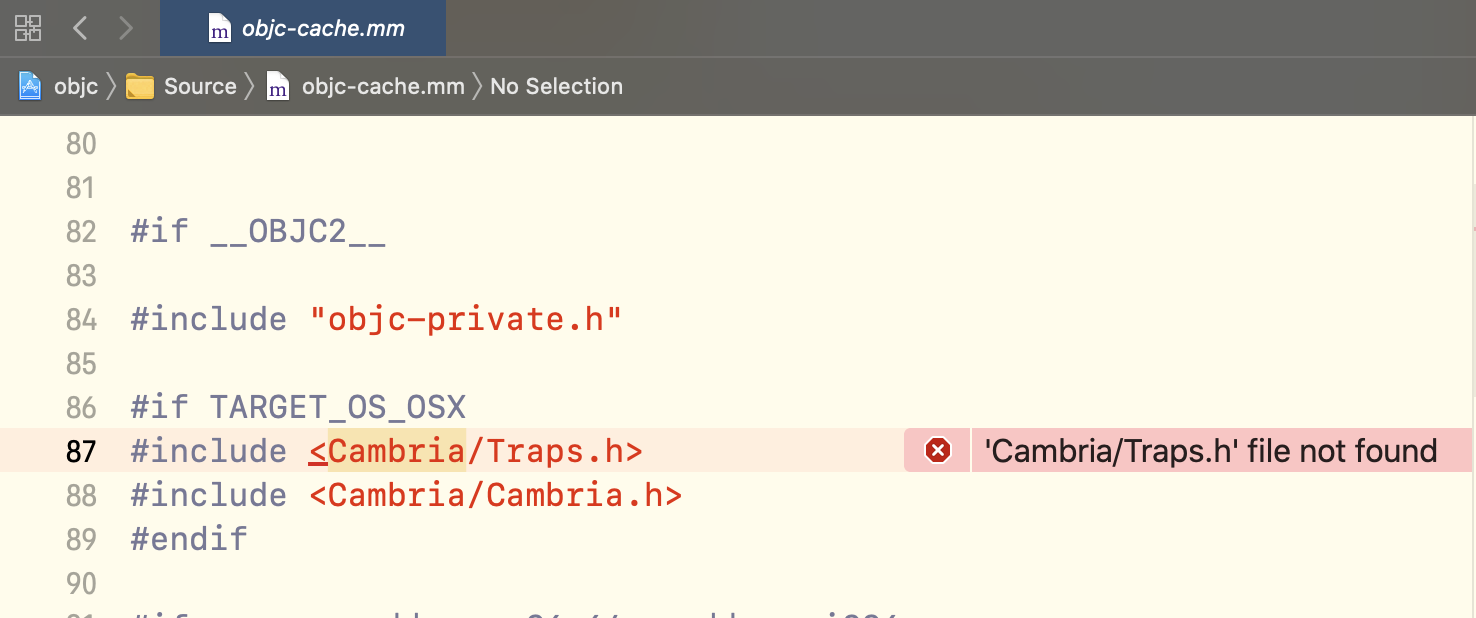 objc-cache.mm
objc Source objc-cache.mm No Selection
80
81
82 #if __OBJC2__
83
84 #include "objc-private.h"
85
86 #if TARGET_OS_OSX
87 #include <Cambria/Traps.h> 'Cambria/Traps.h' file not found
88 #include <Cambria/Cambria.h>
89 #endif
90